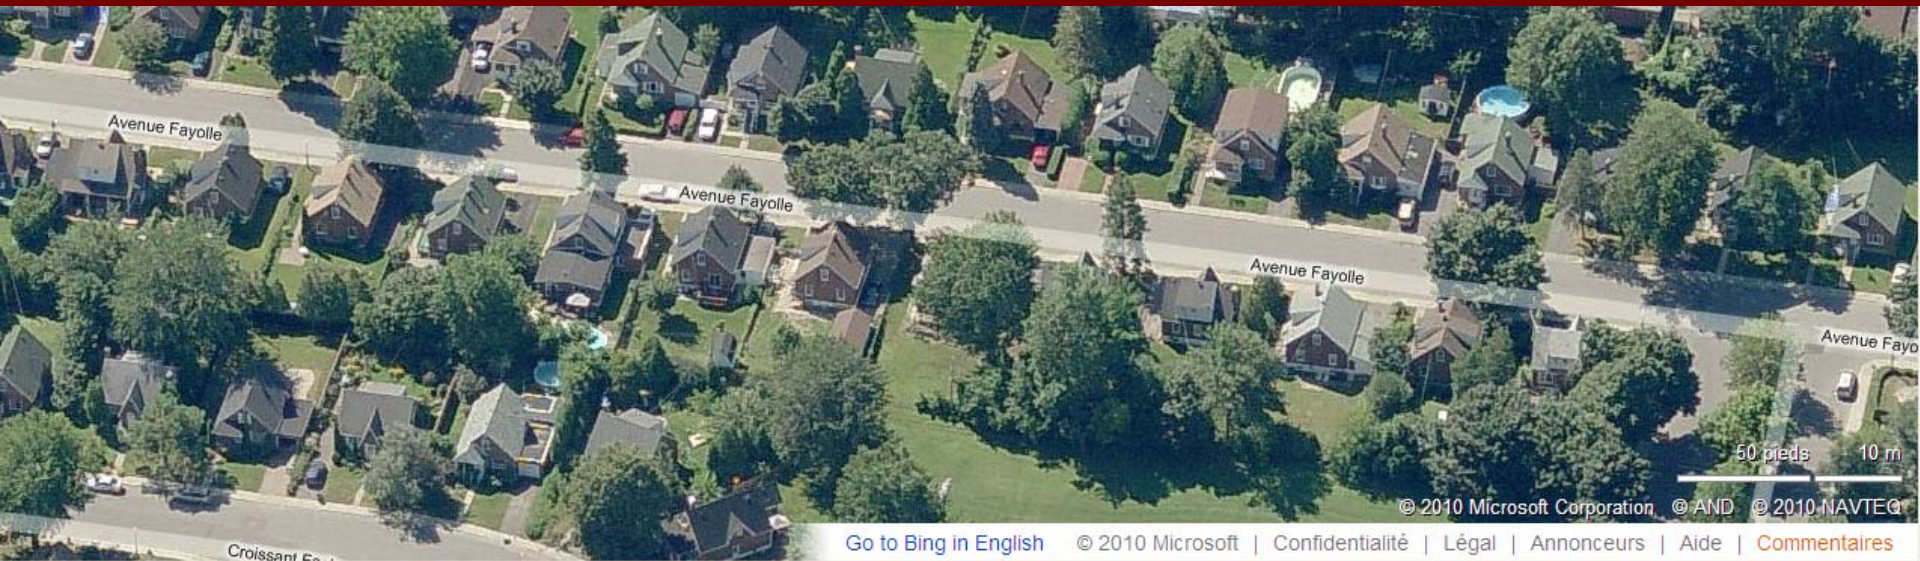 Avenue Fayolle
Avenue Fayolle
Avenue Fayolle
Avenue Fayo
50 pieds 10 m
© 2010 Microsoft Corporation © AND © 2010 NAVTEQ
Go to Bing in English © 2010 Microsoft | Confidentialité | Légal | Annonceurs | Aide | Commentaires
Croissant